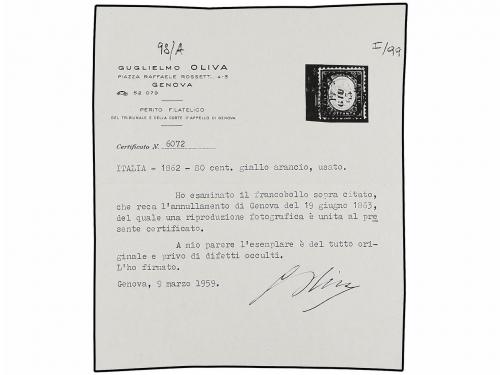 98/A
I/99
GUGLIELMO OLIVA
PIAZZA RAFFAELE ROSSETTI, 4-5
GENOVA
52 079
PERITO FILATELICO
DEL TRIBUNALE E DELLA CORTE D'APPELLO DI GENOVA
Certificato N. 6072
ITALIA - 1862 - 80 cent. giallo arancio, usato.
Ho esaminato il francobollo sopra citato,
che reca l'annullamento di Genova del 19 giugno 1863,
del quale una riproduzione fotografica è unita al pre
sente certificato.
A mio parere l'esemplare è del tutto ori-
ginale e privo di difetti occulti.
L'ho firmato.
Genova, 9 marzo 1959.